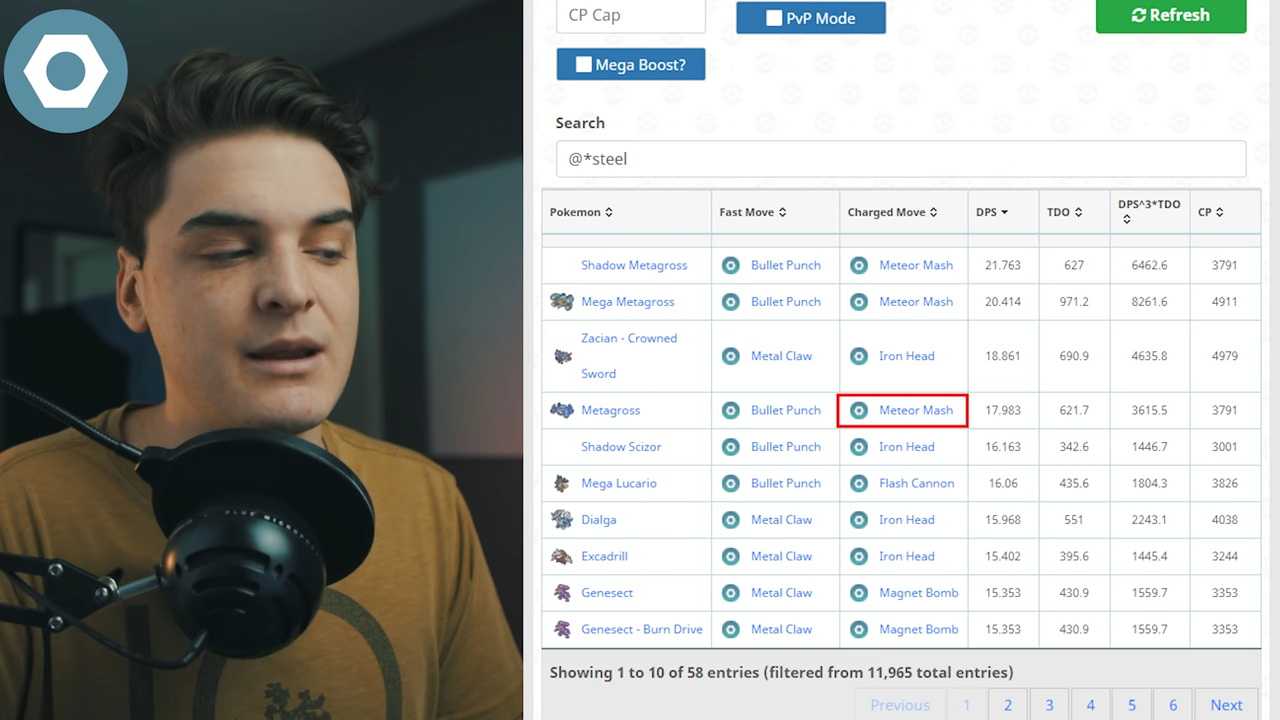 CP Cap
PvP Mode
Refresh
Mega Boost?
Search
@*steel
Pokemon Fast Move Charged Move DPS TDO DPS^3*TDO CP
Shadow Metagross Bullet Punch Meteor Mash 21.763 627 6462.6 3791
Mega Metagross Bullet Punch Meteor Mash 20.414 971.2 8261.6 4911
Zacian - Crowned
Sword Metal Claw Iron Head 18.861 690.9 4635.8 4979
Metagross Bullet Punch Meteor Mash 17.983 621.7 3615.5 3791
Shadow Scizor Bullet Punch Iron Head 16.163 342.6 1446.7 3001
Mega Lucario Bullet Punch Flash Cannon 16.06 435.6 1804.3 3826
Dialga Metal Claw Iron Head 15.968 551 2243.1 4038
Excadrill Metal Claw Iron Head 15.402 395.6 1445.4 3244
Genesect Metal Claw Magnet Bomb 15.353 430.9 1559.7 3353
Genesect - Burn Drive Metal Claw Magnet Bomb 15.353 430.9 1559.7 3353
Showing 1 to 10 of 58 entries (filtered from 11,965 total entries)
Previous 1 2 3 4 5 6 Next